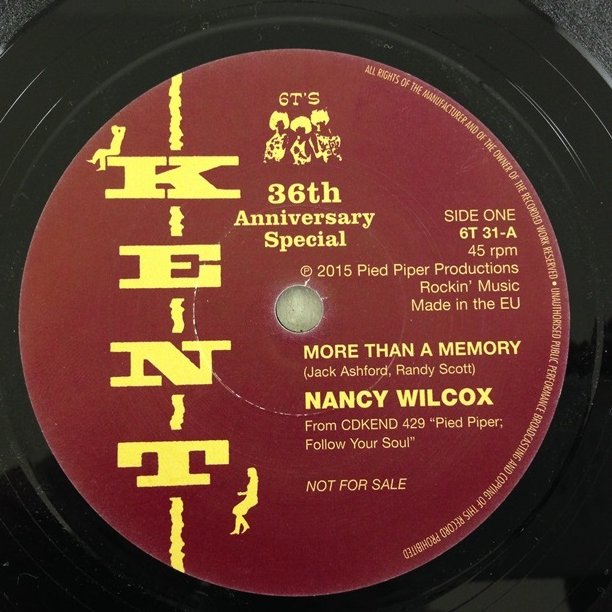 6T'S
KENT
36th
Anniversary
Special
SIDE ONE
6T 31-A
45 rpm
℗ 2015 Pied Piper Productions
Rockin' Music
Made in the EU
MORE THAN A MEMORY
(Jack Ashford, Randy Scott)
NANCY WILCOX
From CDKEND 429 “Pied Piper;
Follow Your Soul”
NOT FOR SALE
ALL RIGHTS OF THE MANUFACTURER AND OF THE OWNER OF THE RECORDED WORK RESERVED • UNAUTHORISED PUBLIC PERFORMANCE BROADCASTING AND COPYING OF THIS RECORD PROHIBITED